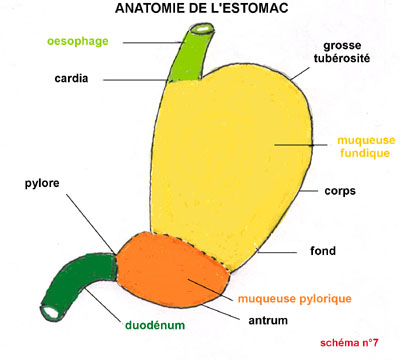 ANATOMIE DE L'ESTOMAC
oesophage
grosse
tubérosité
cardia
muqueuse
fundique
pylore
corps
fond
muqueuse pylorique
antrum
duodénum
schéma n°7